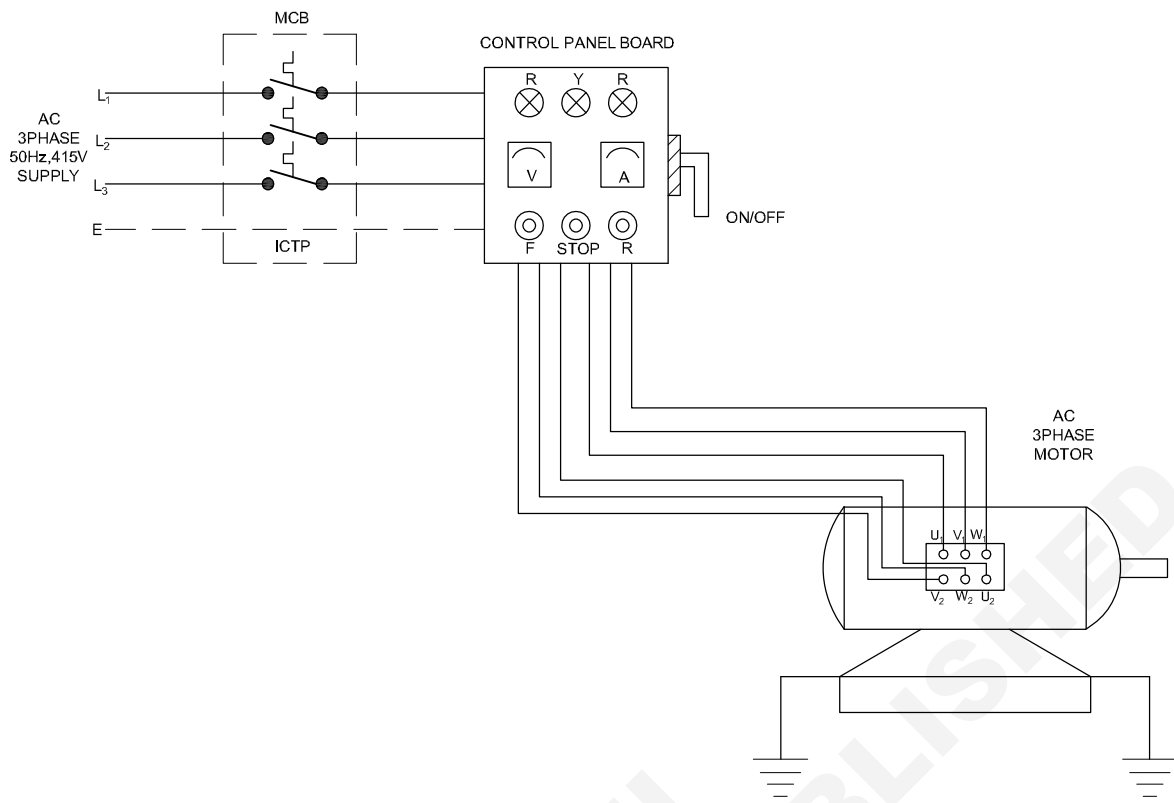 MCB
CONTROL PANEL BOARD
R Y R
L1
AC
3PHASE
50Hz,415V
SUPPLY
L2
L3
E
V A
ON/OFF
F STOP R
ICTP
AC
3PHASE
MOTOR
U1 V1 W1
V2 W2 U2